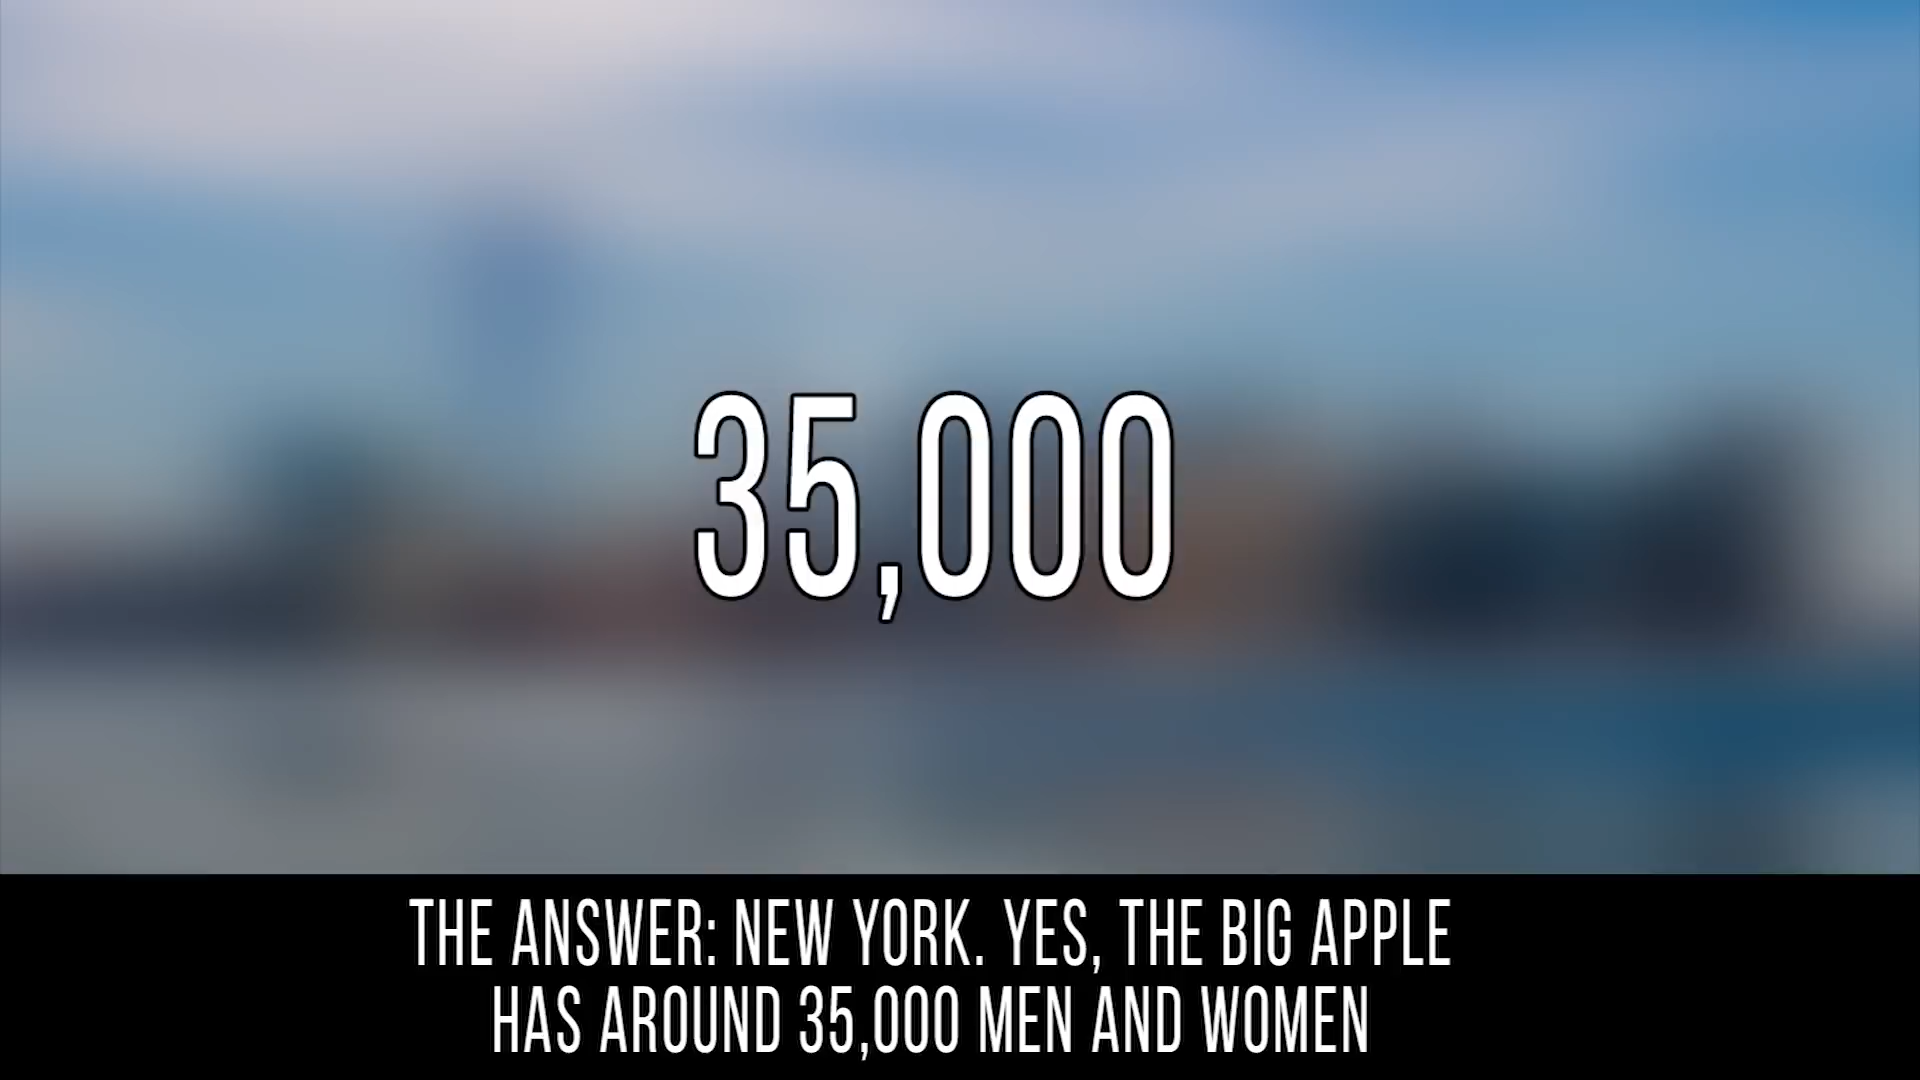 35,000
THE ANSWER: NEW YORK. YES, THE BIG APPLE
HAS AROUND 35,000 MEN AND WOMEN